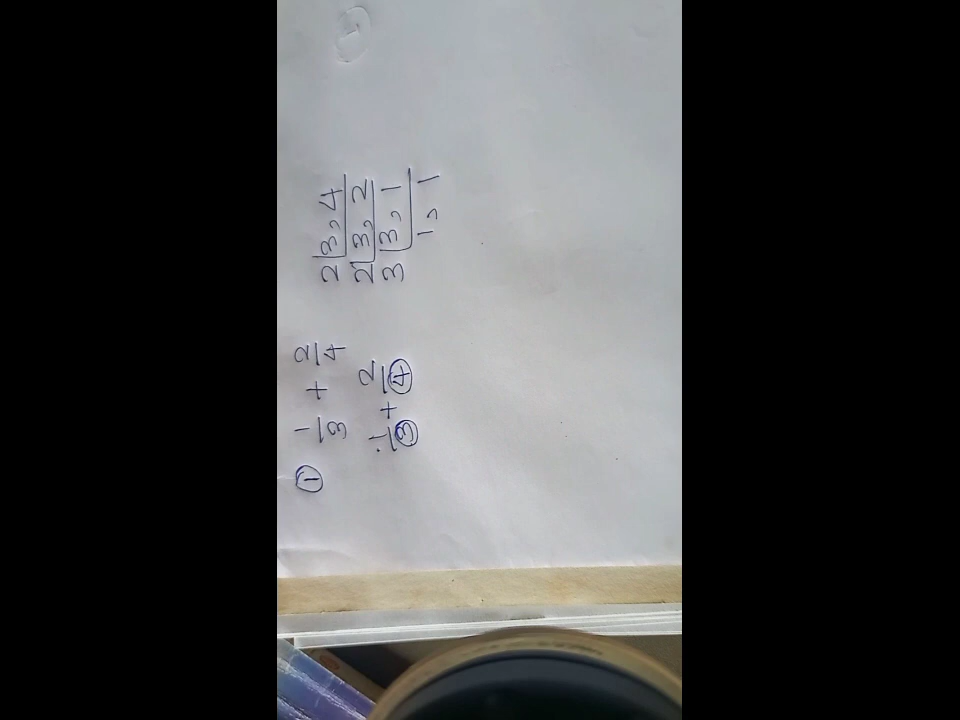 ① 1/3 + 2/4
1/3 + 2/4
2 | 3, 4
2 | 3, 2
3 | 3, 1
1, 1